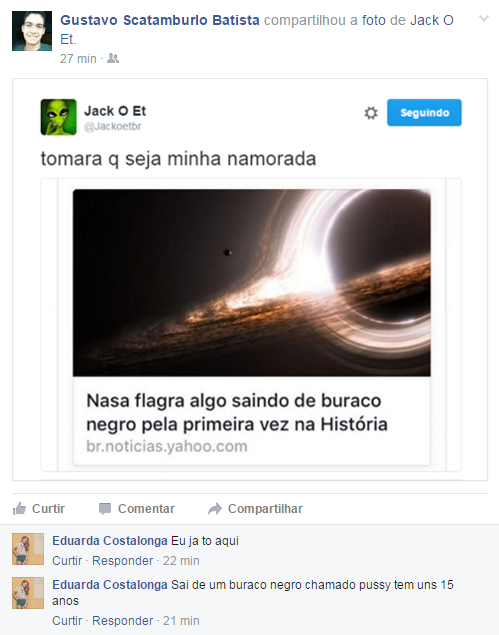 Gustavo Scatamburlo Batista compartilhou a foto de Jack O
Et.
27 min ·
Jack O Et
@Jackoetbr
Seguindo
tomara q seja minha namorada
Nasa flagra algo saindo de buraco
negro pela primeira vez na História
br.noticias.yahoo.com
Curtir Comentar Compartilhar
Eduarda Costalonga Eu ja to aqui
Curtir · Responder · 22 min
Eduarda Costalonga Sai de um buraco negro chamado pussy tem uns 15
anos
Curtir · Responder · 21 min